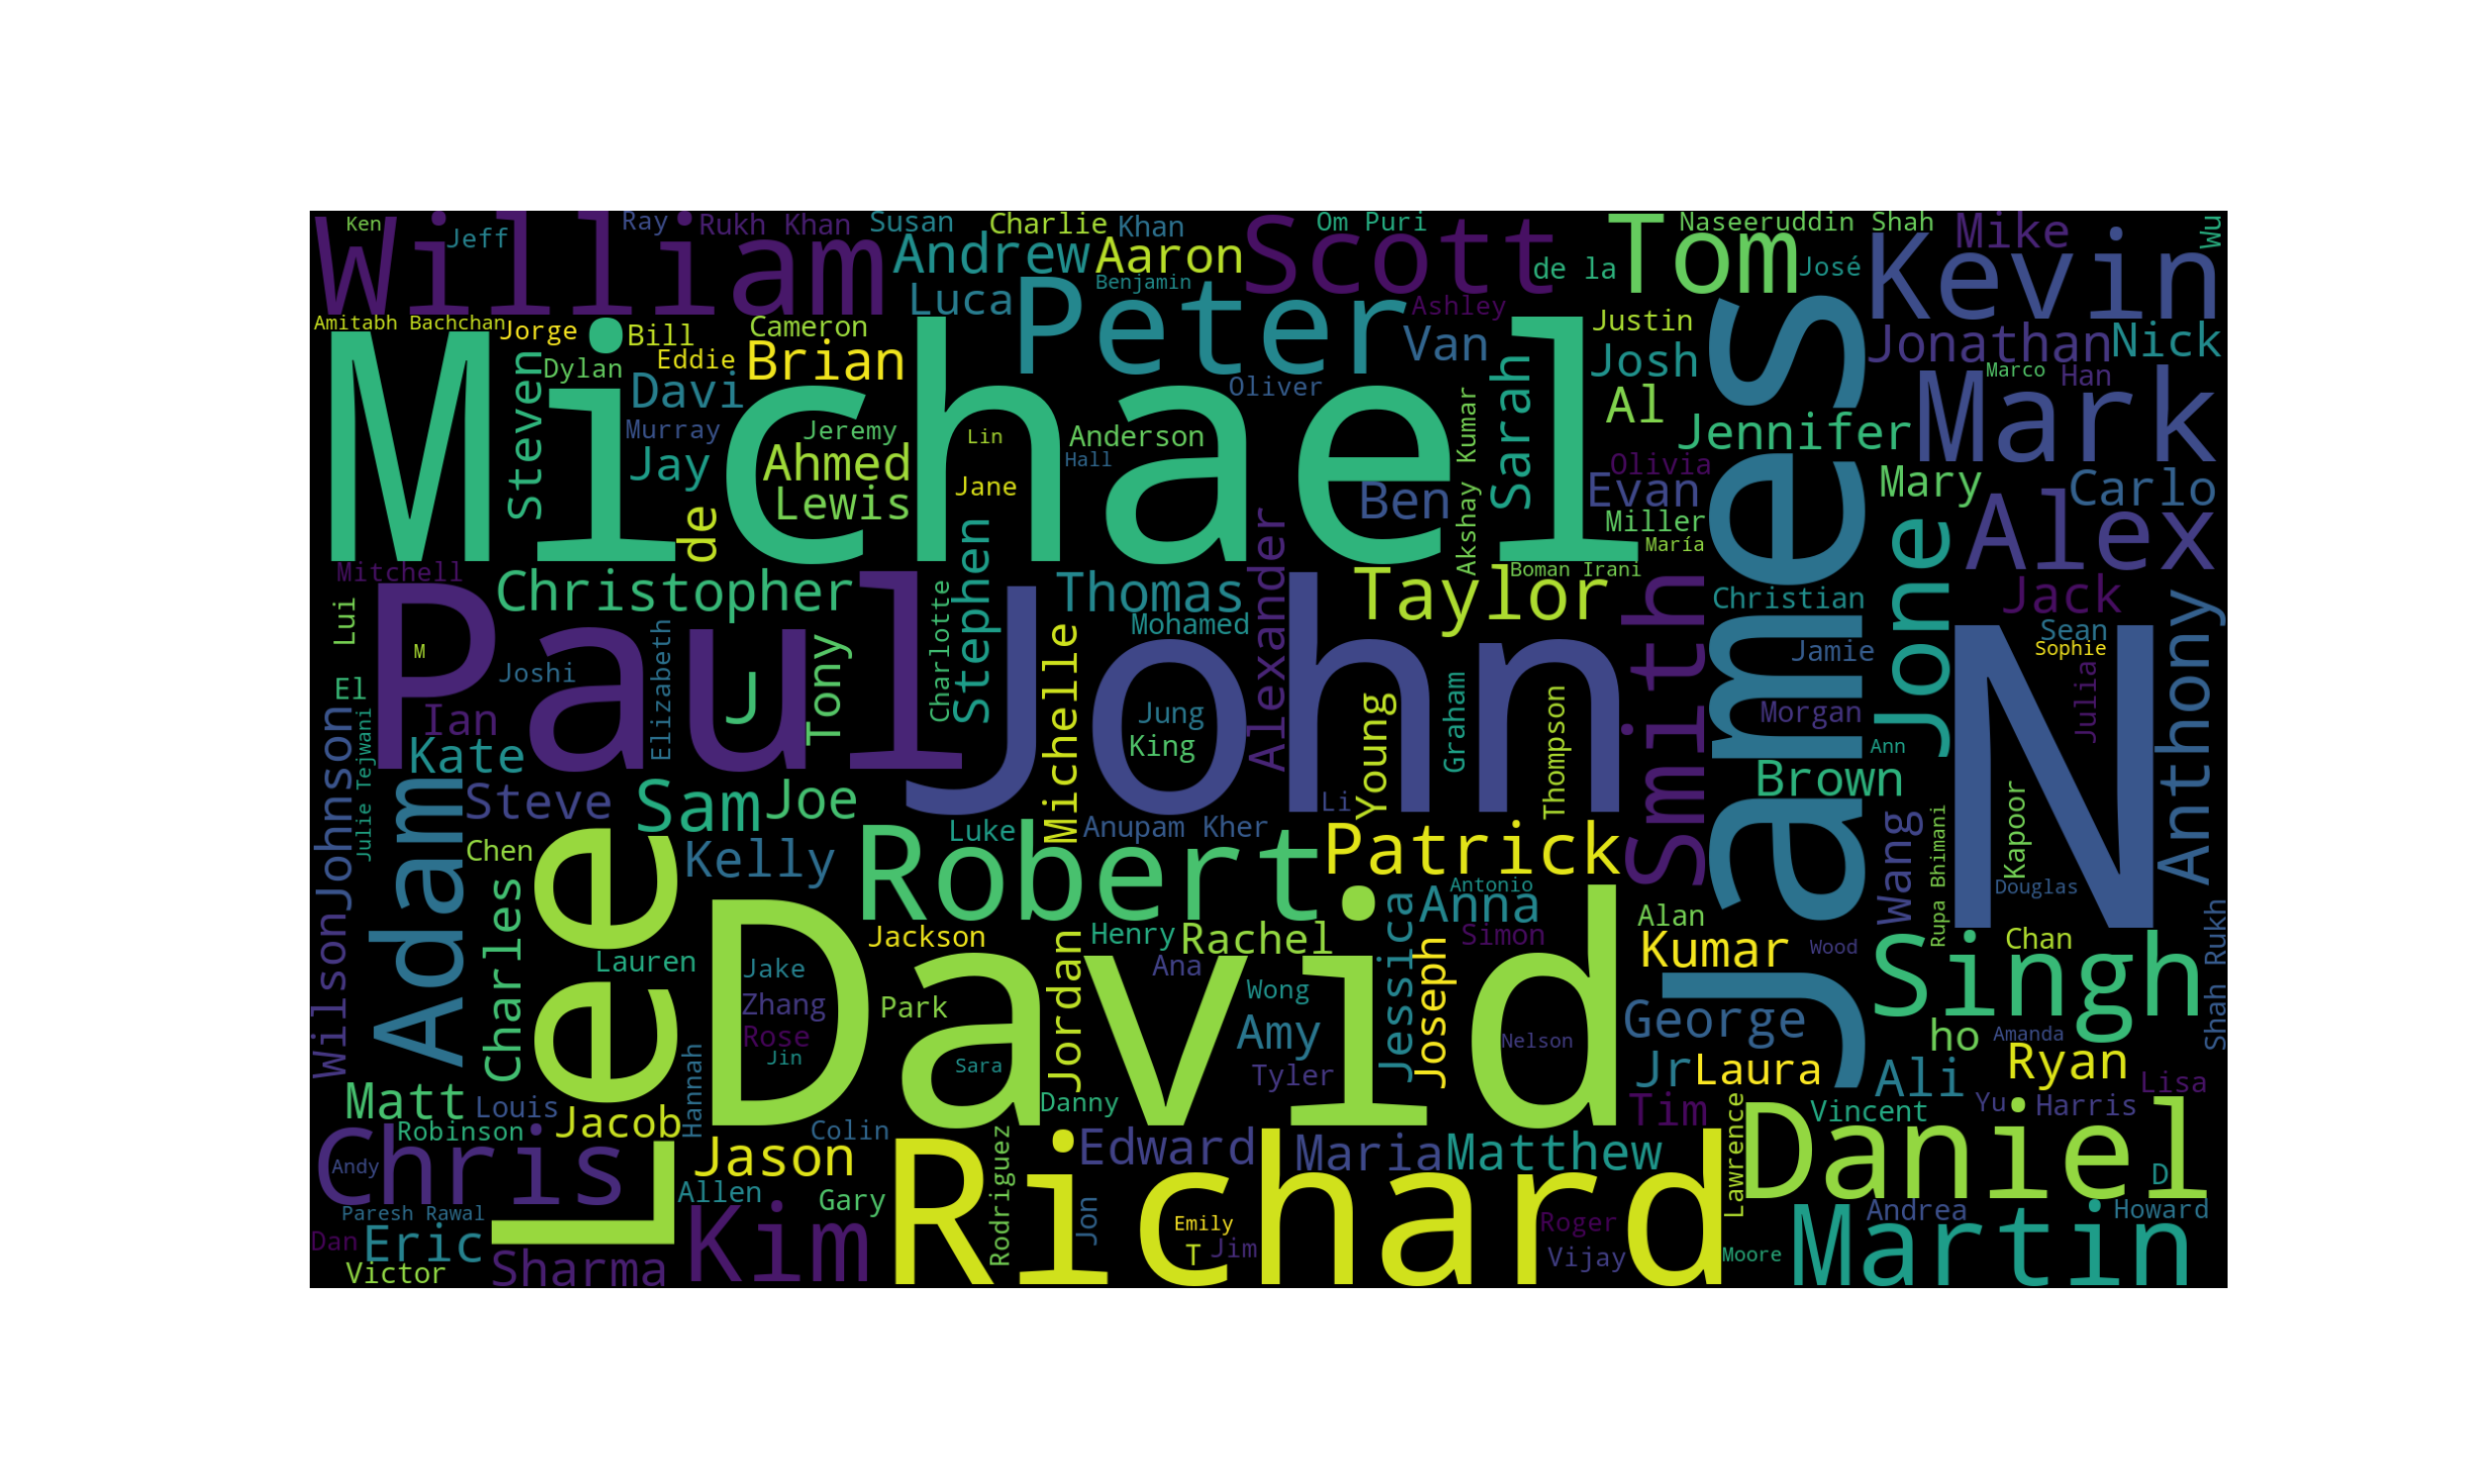 Ken
William
Jeff
Ray
Rukh Khan
Susan
Charlie
Khan
Andrew
Aaron
Scott
Om Puri
de la
Tom
Naseeruddin Shah
José
Mike
Kevin
Wu
Luca
Benjamin
Peter
Ashley
Amitabh Bachchan
Jorge
Bill
Cameron
Eddie
Brian
Van
Justin
Josh
Jonathan
Nick
Michael
Steven
Dylan
Davi
Oliver
Sarah
Al
Marco
Han
Mark
Murray
Jeremy
Lin
Anderson
Hall
Akshay Kumar
Jennifer
Jay
Ahmed
Lewis
Jane
Ben
Olivia
Evan
Mary
Carlo
de
Miller
María
James
Alex
Mitchell
Christopher
Stephen
Thomas
Alexander
Taylor
Boman Irani
Smith
Christian
Jone
Jack
Lui
Paul
Charlotte
Mohamed
John
Sean
Sophie
Anthony
M
Joshi
Elizabeth
Tony
Michelle
Jamie
Julia
El
Ian
J
Jung
King
Young
Graham
Thompson
Morgan
Ann
N
Johnson
Julie Tejwani
Kate
Steve
Sam
Joe
Li
Brown
Adam
Chen
Kelly
Luke
Anupam Kher
Robert
Patrick
Wang
Rupa Bhimani
Kapoor
Douglas
Lee
Charles
Antonio
Anna
Alan
Wilson
Lauren
Jackson
Henry
Rachel
Jessica
Simon
Kumar
Wood
Singh
Chan
Shah Rukh
David
Jake
Zhang
Rose
Jin
Park
Sara
Jordan
Ana
Wong
Amy
Tyler
Joseph
Nelson
George
ho
Amanda
Ryan
Matt
Louis
Jacob
Hannah
Danny
Jr
Laura
Ali
Lisa
Robinson
Colin
Tim
Vincent
Yu
Harris
Chris
Andy
Jason
Rodriguez
Edward
Maria
Matthew
Lawrence
Daniel
D
Paresh Rawal
Allen
Gary
Richard
Jon
Emily
Roger
Andrea
Howard
Dan
Eric
Victor
Sharma
Kim
T
Jim
Vijay
Moore
Martin